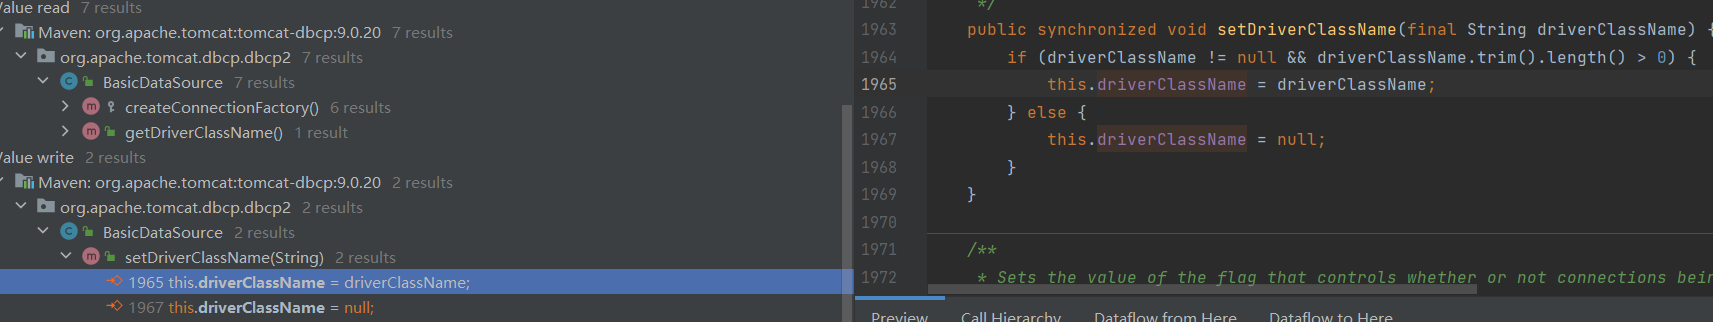 Value read 7 results
Maven: org.apache.tomcat:tomcat-dbcp:9.0.20 7 results
org.apache.tomcat.dbcp.dbcp2 7 results
BasicDataSource 7 results
createConnectionFactory() 6 results
getDriverClassName() 1 result
Value write 2 results
Maven: org.apache.tomcat:tomcat-dbcp:9.0.20 2 results
org.apache.tomcat.dbcp.dbcp2 2 results
BasicDataSource 2 results
setDriverClassName(String) 2 results
1965 this.driverClassName = driverClassName;
1967 this.driverClassName = null;
1962 */
1963 public synchronized void setDriverClassName(final String driverClassName) {
1964 if (driverClassName != null && driverClassName.trim().length() > 0) {
1965 this.driverClassName = driverClassName;
1966 } else {
1967 this.driverClassName = null;
1968 }
1969 }
1970
1971 /**
1972 * Sets the value of the flag that controls whether or not connections bein
Preview Call Hierarchy Dataflow from Here Dataflow to Here